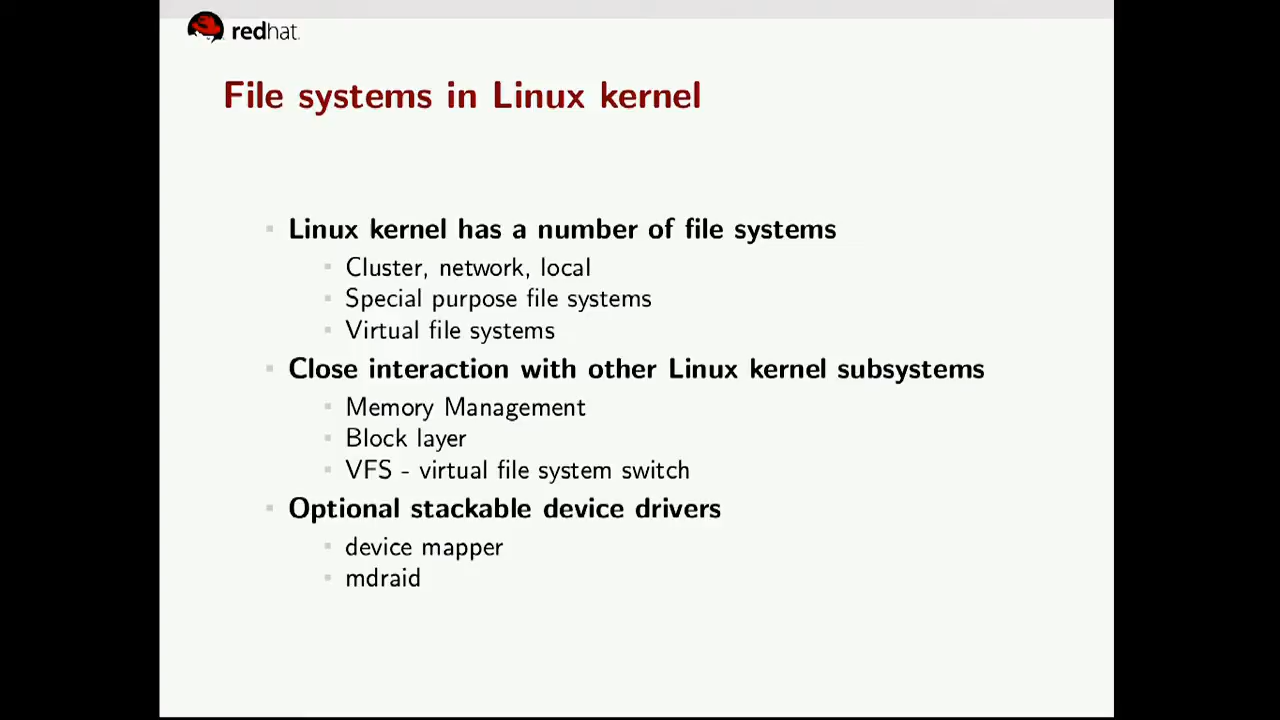 redhat.
File systems in Linux kernel
Linux kernel has a number of file systems
Cluster, network, local
Special purpose file systems
Virtual file systems
Close interaction with other Linux kernel subsystems
Memory Management
Block layer
VFS - virtual file system switch
Optional stackable device drivers
device mapper
mdraid